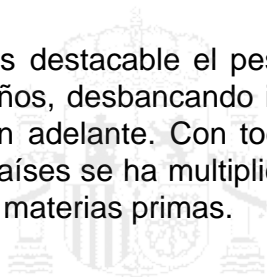 s destacable el pes
ños, desbancando i
n adelante. Con to
aíses se ha multiplic
materias primas.